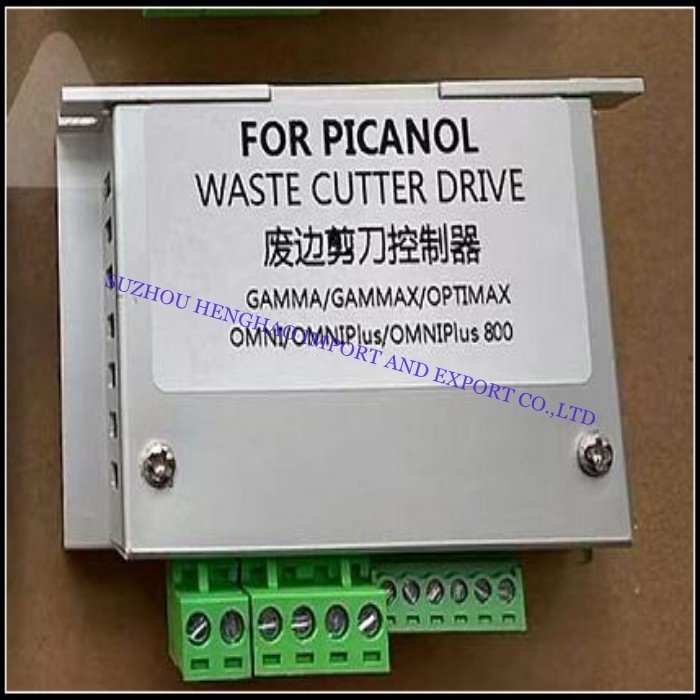 FOR PICANOL
WASTE CUTTER DRIVE
废边剪刀控制器
GAMMA/GAMMAX/OPTIMAX
OMNI/OMNIPlus/OMNIPlus 800
SUZHOU HENGHAO IMPORT AND EXPORT CO.,LTD